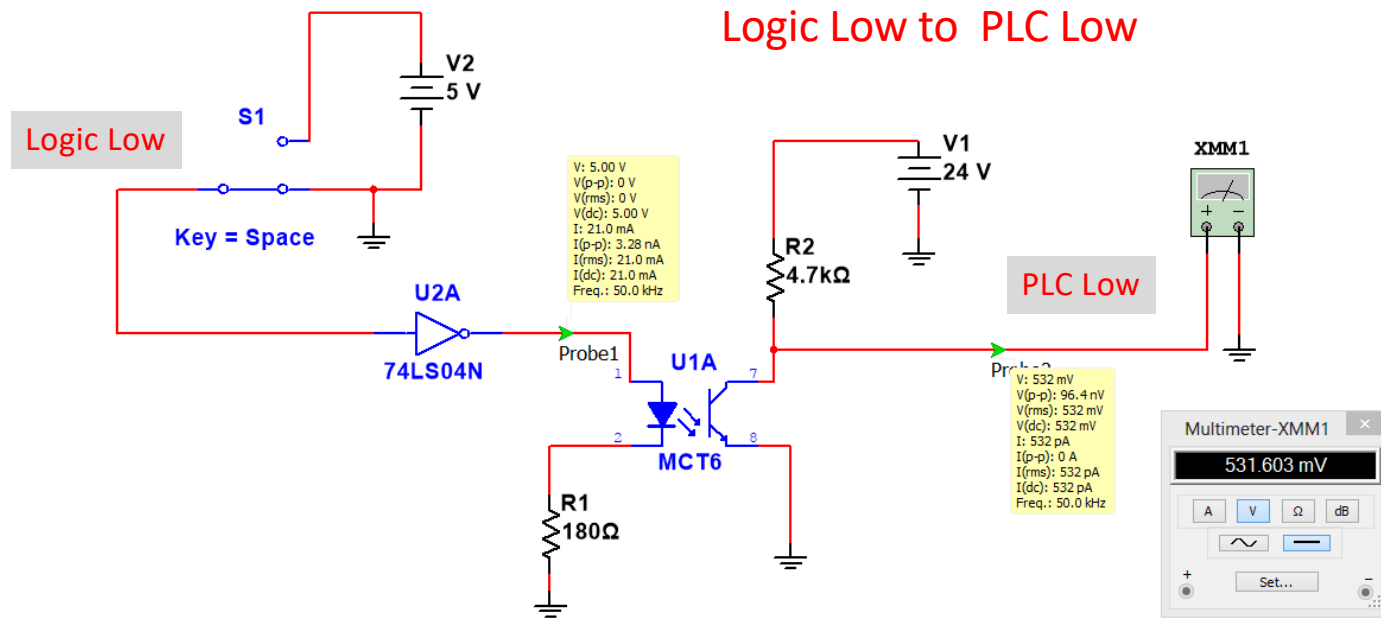 Logic Low to PLC Low
V2
5 V
S1
Logic Low
Key = Space
V1
24 V
XMM1
+ −
V: 5.00 V
V(p-p): 0 V
V(rms): 0 V
V(dc): 5.00 V
I: 21.0 mA
I(p-p): 3.28 nA
I(rms): 21.0 mA
I(dc): 21.0 mA
Freq.: 50.0 kHz
R2
4.7kΩ
PLC Low
U2A
74LS04N
Probe1
U1A
1
7
2
8
MCT6
R1
180Ω
V: 532 mV
V(p-p): 96.4 nV
V(rms): 532 mV
V(dc): 532 mV
I: 532 pA
I(p-p): 0 A
I(rms): 532 pA
I(dc): 532 pA
Freq.: 50.0 kHz
Multimeter-XMM1 ×
531.603 mV
A V Ω dB
+ Set... −